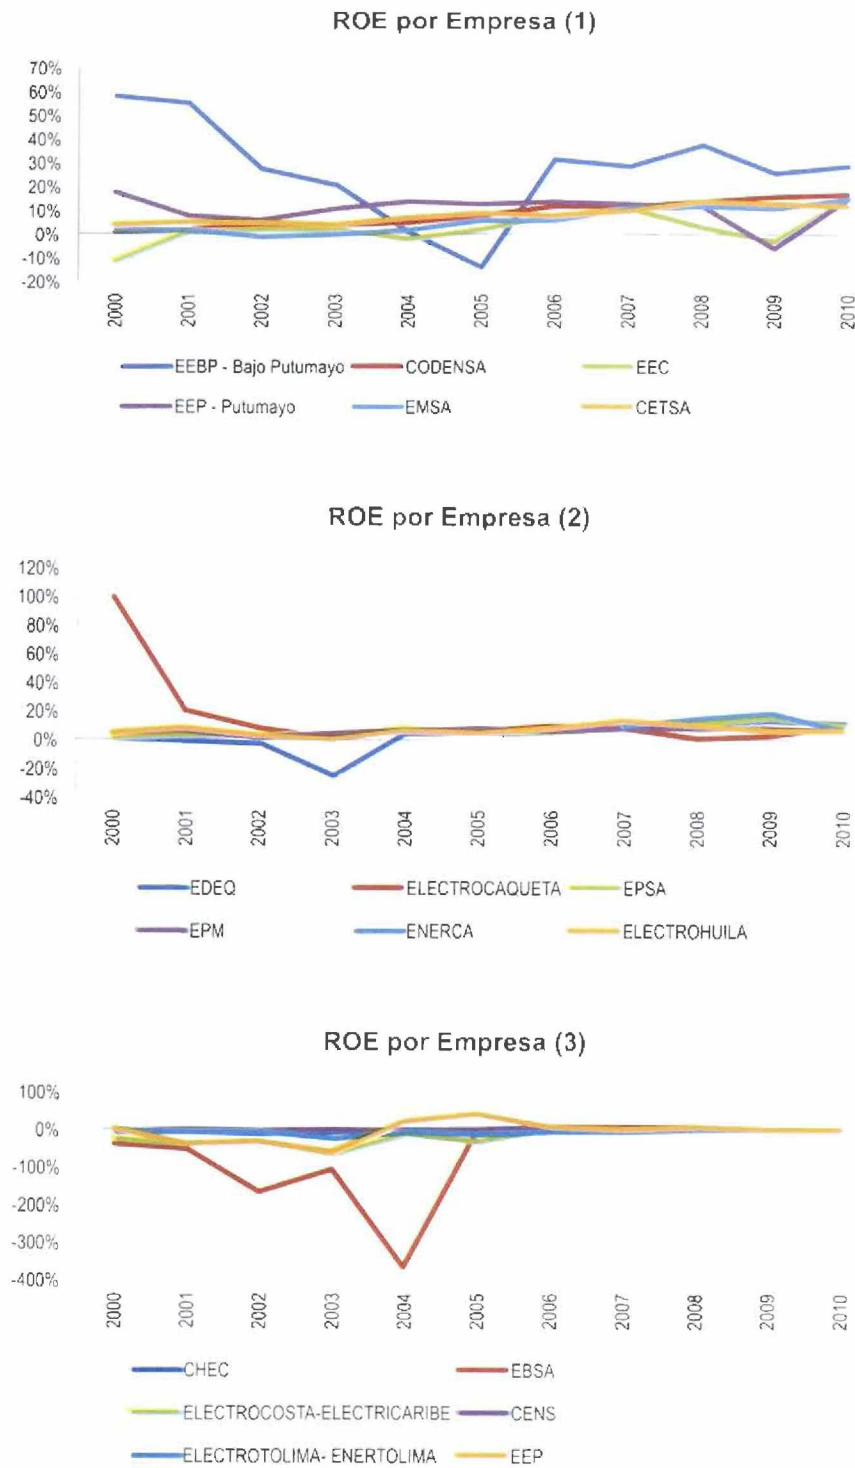 ROE por Empresa (1)
70%
60%
50%
40%
30%
20%
10%
0%
-10%
-20%
2000 2001 2002 2003 2004 2005 2006 2007 2008 2009 2010
EEBP - Bajo Putumayo CODENSA EEC
EEP - Putumayo EMSA CETSA
ROE por Empresa (2)
120%
100%
80%
60%
40%
20%
0%
-20%
-40%
2000 2001 2002 2003 2004 2005 2006 2007 2008 2009 2010
EDEQ ELECTROCAQUETA EPSA
EPM ENERCA ELECTROHUILA
ROE por Empresa (3)
100%
0%
-100%
-200%
-300%
-400%
2000 2001 2002 2003 2004 2005 2006 2007 2008 2009 2010
CHEC EBSA
ELECTROCOSTA-ELECTRICARIBE CENS
ELECTROTOLIMA- ENERTOLIMA EEP